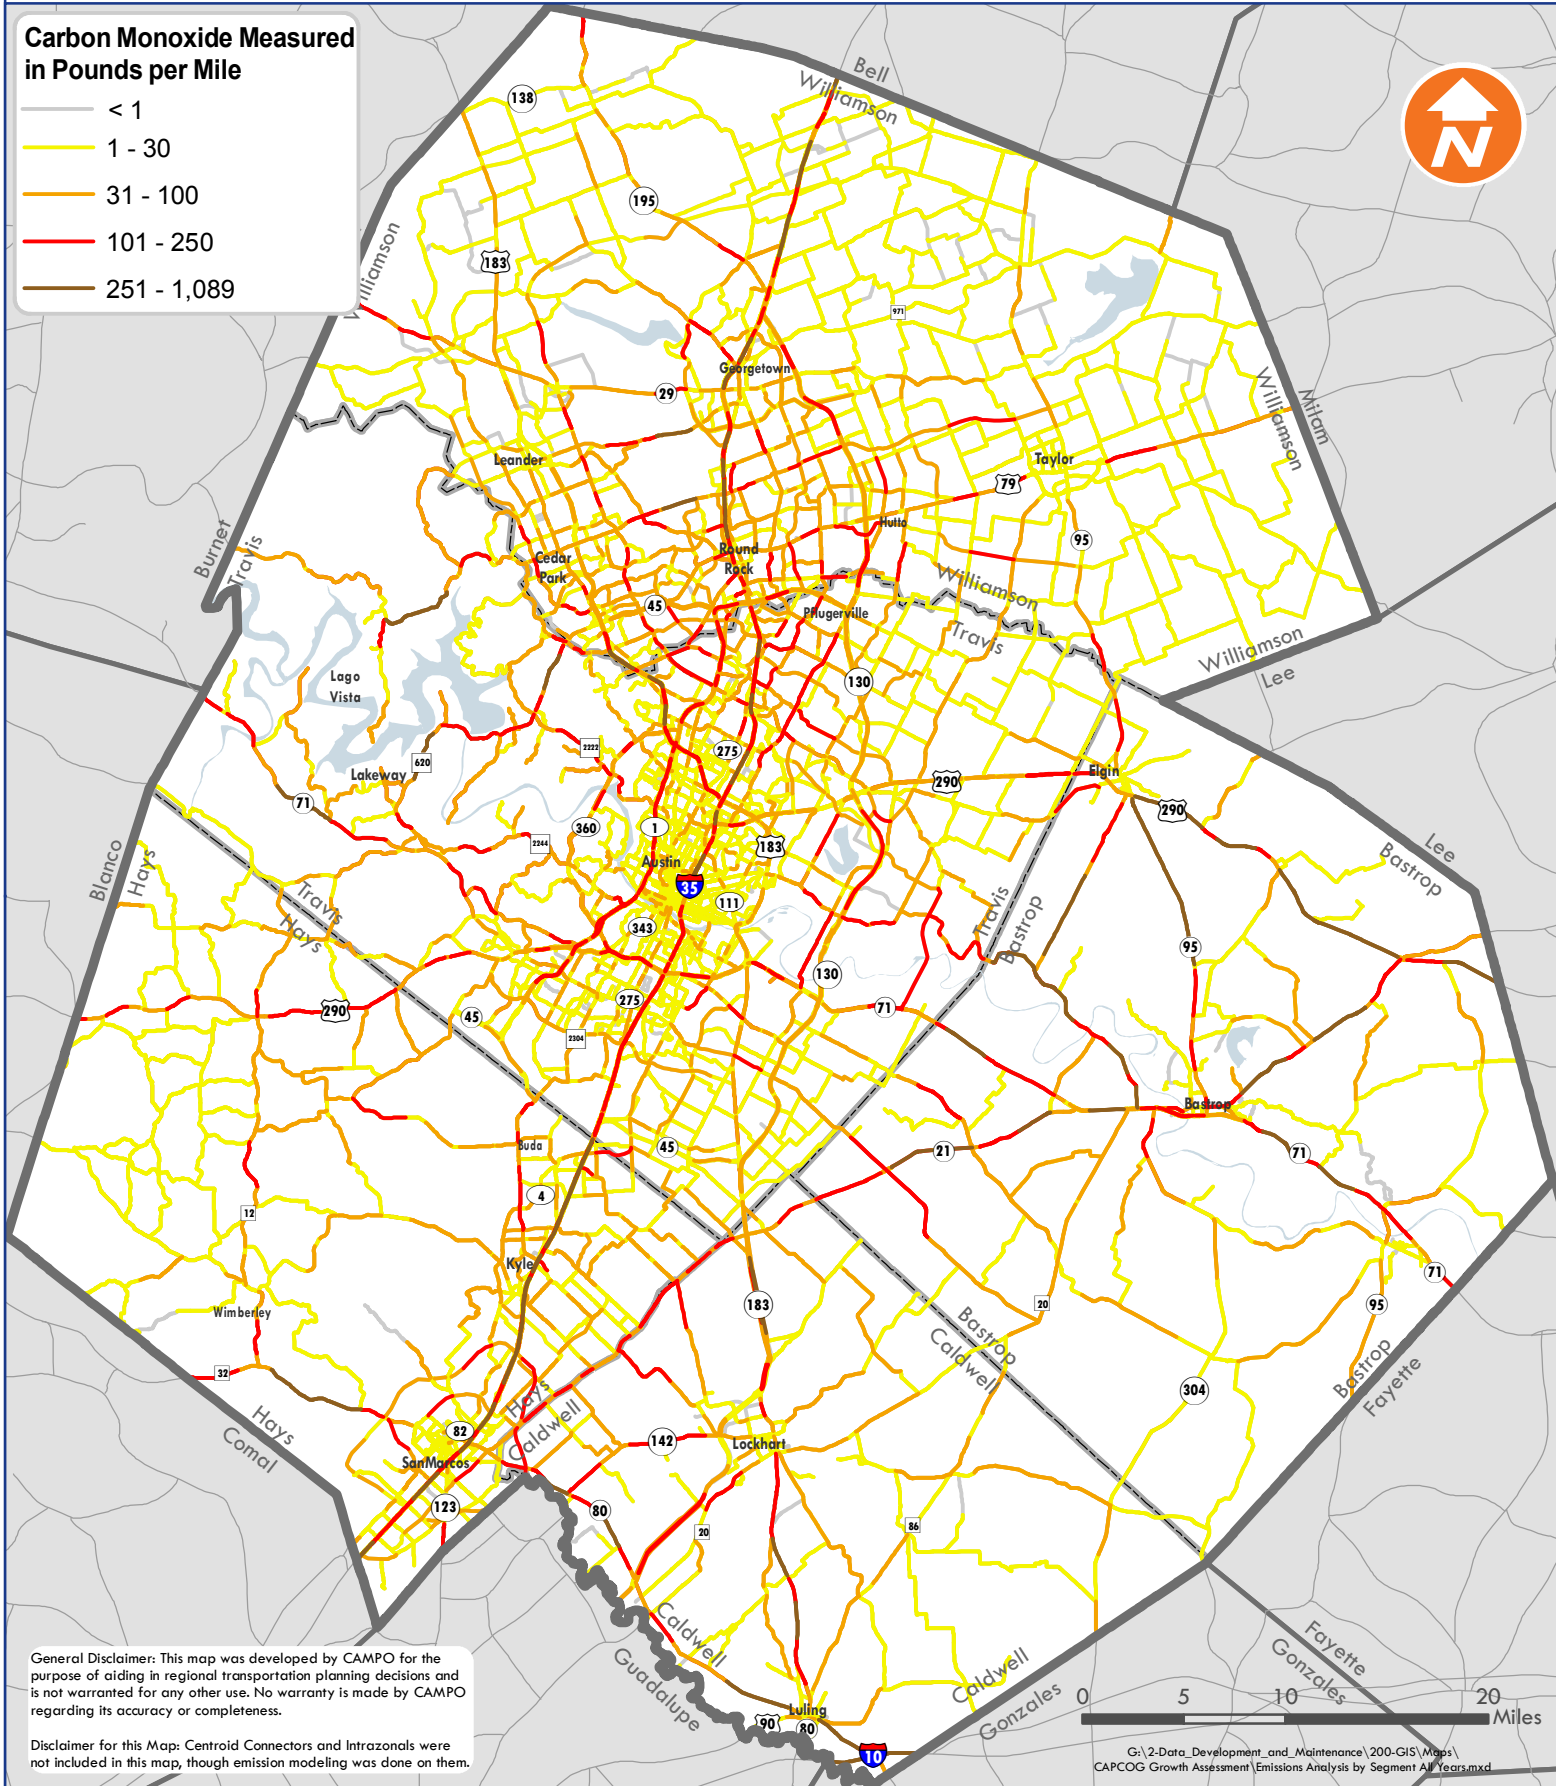 Carbon Monoxide Measured
in Pounds per Mile
< 1
1 - 30
31 - 100
101 - 250
251 - 1,089
N
Bell
Williamson
138
195
183
Williamson
971
Georgetown
29
Williamson
Milam
Leander
Taylor
79
Hutto
95
Burnet
Travis
Cedar
Park
Round
Rock
Williamson
45
Pflugerville
Travis
Williamson
Lee
Lago
Vista
130
2222
275
620
Lakeway
Elgin
290
290
71
360
1
2244
183
Austin
Lee
Bastrop
Blanco
Hays
35
111
Travis
Hays
343
Travis
Bastrop
95
130
275
71
290
45
2304
Bastrop
Buda
45
21
71
4
12
Kyle
71
183
20
95
Wimberley
Bastrop
Caldwell
32
304
Bastrop
Fayette
Hays
Caldwell
Hays
Comal
82
142
Lockhart
SanMarcos
123
80
20
86
Caldwell
Guadalupe
Caldwell
Gonzales
Fayette
Gonzales
Luling
90
80
10
0 5 10 20
Miles
General Disclaimer: This map was developed by CAMPO for the
purpose of aiding in regional transportation planning decisions and
is not warranted for any other use. No warranty is made by CAMPO
regarding its accuracy or completeness.
Disclaimer for this Map: Centroid Connectors and Intrazonals were
not included in this map, though emission modeling was done on them.
G:\2-Data_Development_and_Maintenance\200-GIS\Maps\
CAPCOG Growth Assessment\Emissions Analysis by Segment All Years.mxd